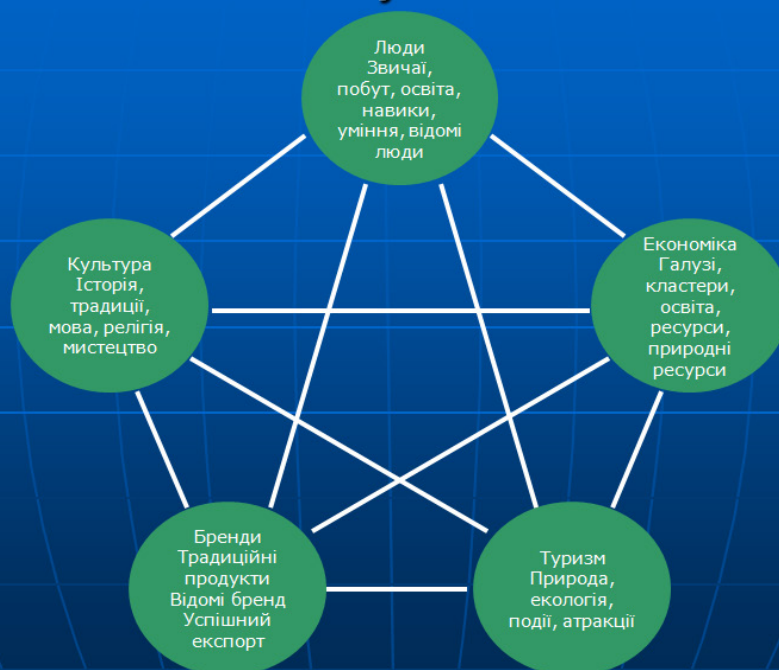 Люди
Звичаї,
побут, освіта,
навики,
уміння, відомі
люди
Культура
Історія,
традиції,
мова, релігія,
мистецтво
Економіка
Галузі,
кластери,
освіта,
ресурси,
природні
ресурси
Бренди
Традиційні
продукти
Відомі бренд
Успішний
експорт
Туризм
Природа,
екологія,
події, атракції